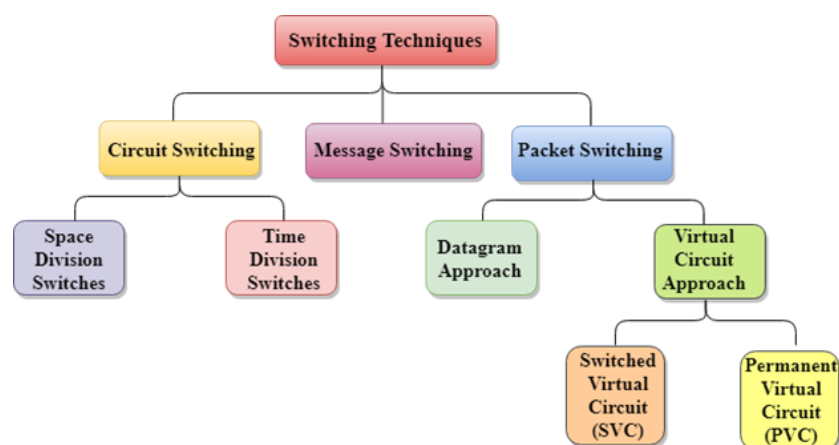 Switching Techniques
Circuit Switching
Message Switching
Packet Switching
Space
Division
Switches
Time
Division
Switches
Datagram
Approach
Virtual
Circuit
Approach
Switched
Virtual
Circuit
(SVC)
Permanent
Virtual
Circuit
(PVC)